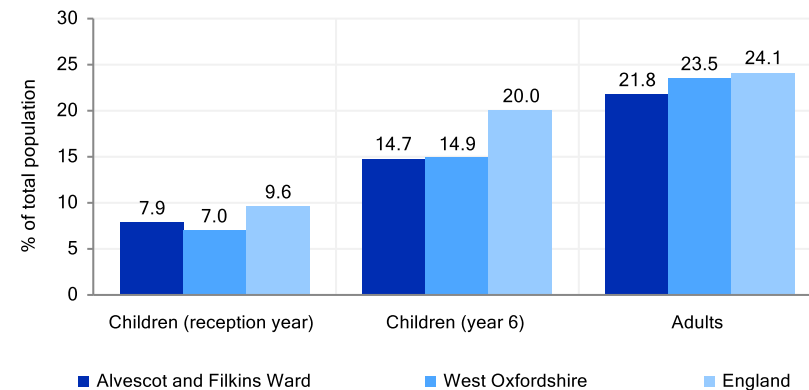 % of total population
30
25
20
15
10
5
0
7.9
7.0
9.6
14.7
14.9
20.0
21.8
23.5
24.1
Children (reception year)
Children (year 6)
Adults
Alvescot and Filkins Ward
West Oxfordshire
England